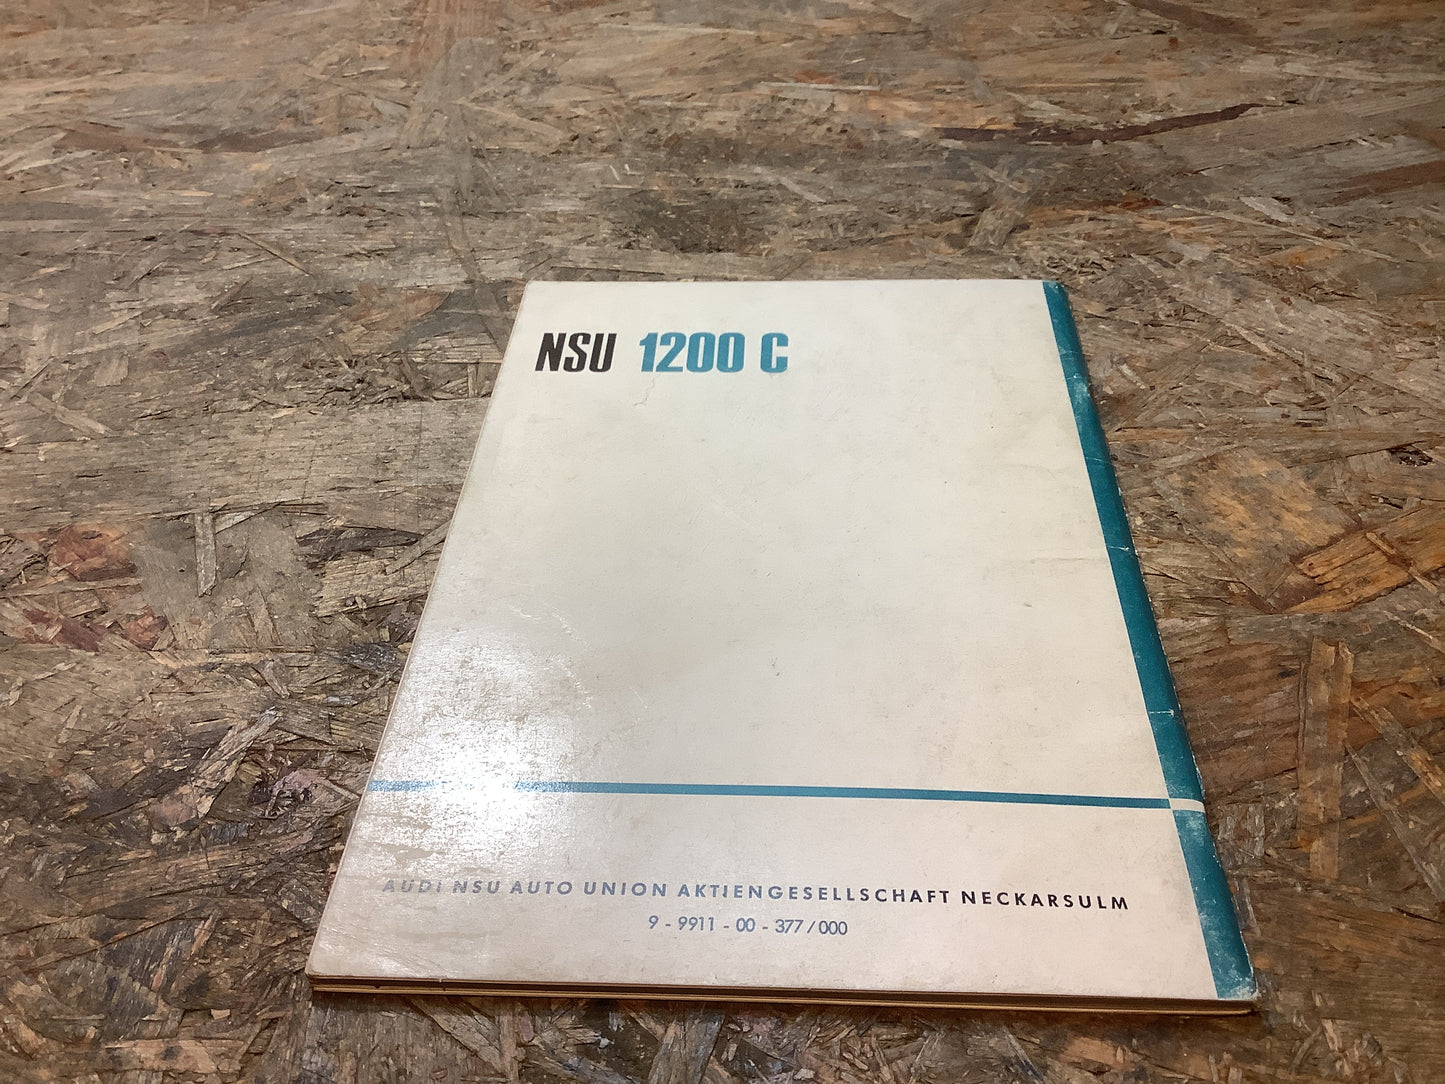 NSU 1200 C
AUDI NSU AUTO UNION AKTIENGESELLSCHAFT NECKARSULM
9 - 9911 - 00 - 377 / 000